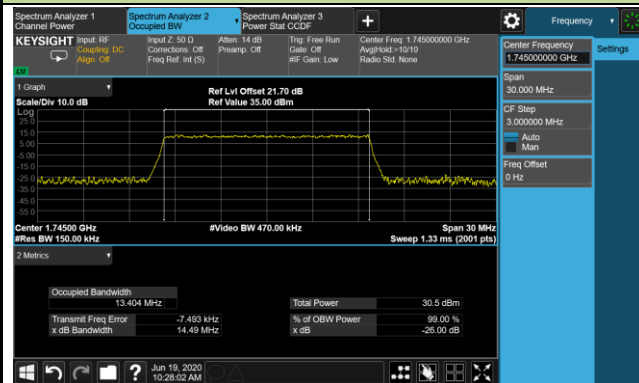 Spectrum Analyzer 1
Channel Power
Spectrum Analyzer 2
Occupied BW
Spectrum Analyzer 3
Power Stat CCDF
Frequency
KEYSIGHT
Input: RF
Coupling: DC
Align: Off
Input Z: 50 Ω
Corrections: Off
Freq Ref: Int (S)
Atten: 14 dB
Preamp: Off
Trig: Free Run
Gate: Off
#IF Gain: Low
Center Freq: 1.745000000 GHz
Avg|Hold:>10/10
Radio Std: None
Center Frequency
1.745000000 GHz
Settings
Span
30.000 MHz
CF Step
3.000000 MHz
Auto
Man
Freq Offset
0 Hz
1 Graph
Scale/Div 10.0 dB
Ref Lvl Offset 21.70 dB
Ref Value 35.00 dBm
Log
25.0
15.0
5.00
-5.00
-15.0
-25.0
-35.0
-45.0
-55.0
Center 1.74500 GHz
#Res BW 150.00 kHz
#Video BW 470.00 kHz
Span 30 MHz
Sweep 1.33 ms (2001 pts)
2 Metrics
Occupied Bandwidth
13.404 MHz
Total Power 30.5 dBm
Transmit Freq Error -7.493 kHz
% of OBW Power 99.00 %
x dB Bandwidth 14.49 MHz
x dB -26.00 dB
?
Jun 19, 2020
10:28:02 AM